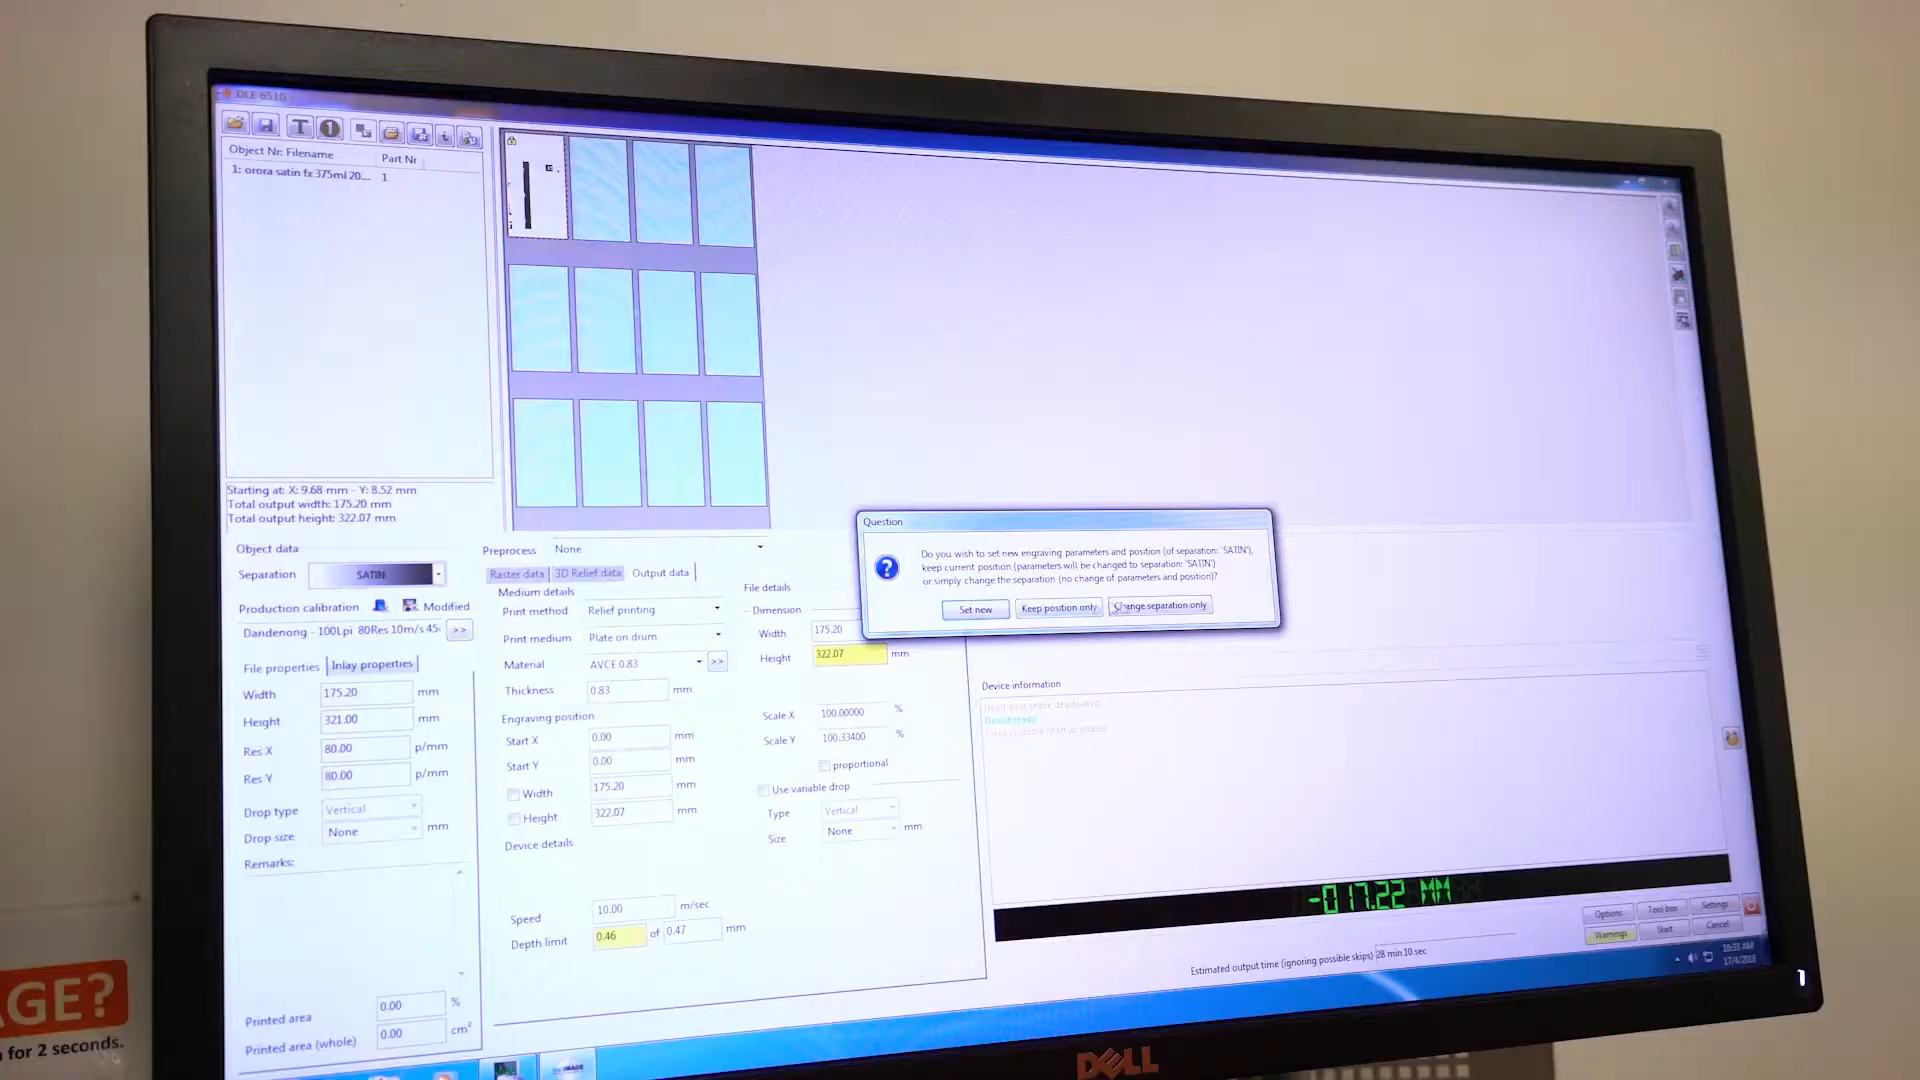 DLE 6510
Object Nr: Filename Part Nr
1: orora satin fx 375ml 20... 1
Starting at: X: 9.68 mm - Y: 8.52 mm
Total output width: 175.20 mm
Total output height: 322.07 mm
Object data
Separation SATIN
Production calibration Modified
Dandenong - 100Lpi 80Res 10m/s 45 >>
File properties Inlay properties
Width 175.20 mm
Height 321.00 mm
Res X 80.00 p/mm
Res Y 80.00 p/mm
Drop type Vertical
Drop size None mm
Remarks:
Printed area 0.00 %
Printed area (whole) 0.00 cm²
Preprocess None
Raster data 3D Relief data Output data
Medium details
Print method Relief printing
Print medium Plate on drum
Material AVCE 0.83 >>
Thickness 0.83 mm
Engraving position
Start X 0.00 mm
Start Y 0.00 mm
Width 175.20 mm
Height 322.07 mm
Device details
Speed 10.00 m/sec
Depth limit 0.46 of 0.47 mm
File details
Dimension
Width 175.20
Height 322.07 mm
Scale X 100.00000 %
Scale Y 100.33400 %
proportional
Use variable drop
Type Vertical
Size None mm
Question
Do you wish to set new engraving parameters and position (of separation: 'SATIN'),
keep current position (parameters will be changed to separation: 'SATIN')
or simply change the separation (no change of parameters and position)?
Set new Keep position only Change separation only
Device information
-017.22 MM
Estimated output time (ignoring possible skips) 28 min 10 sec
Options Tool box Settings
Warnings Start Cancel
10:33 AM
17/4/2018
DELL
AGE?
for 2 seconds.